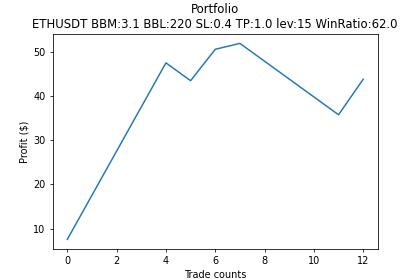 Portfolio
ETHUSDT BBM:3.1 BBL:220 SL:0.4 TP:1.0 lev:15 WinRatio:62.0
50
40
30
20
10
Profit ($)
0 2 4 6 8 10 12
Trade counts